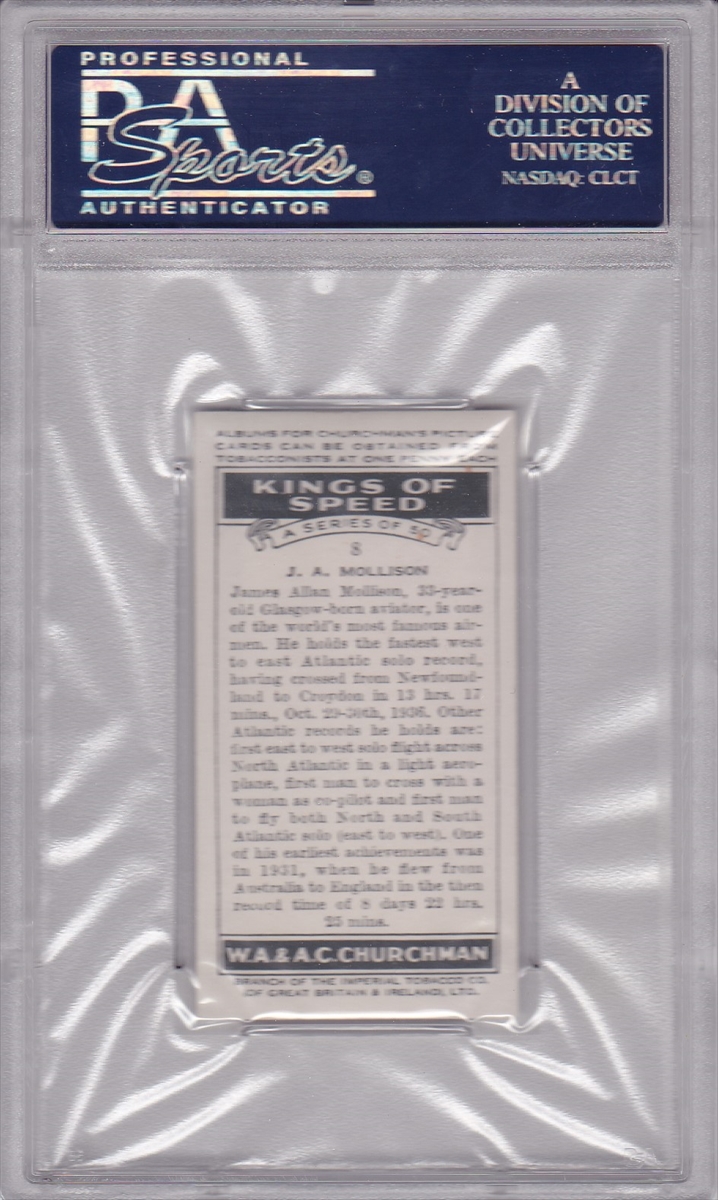 PROFESSIONAL
PSA
Sports®
AUTHENTICATOR
A
DIVISION OF
COLLECTORS
UNIVERSE
NASDAQ: CLCT
ALBUMS FOR CHURCHMAN'S PICTURE
CARDS CAN BE OBTAINED FROM
TOBACCONISTS AT ONE PENNY EACH
KINGS OF
SPEED
A SERIES OF 50
8
J. A. MOLLISON
James Allan Mollison, 33-year-
old Glasgow-born aviator, is one
of the world's most famous air-
men. He holds the fastest west
to east Atlantic solo record,
having crossed from Newfound-
land to Croydon in 13 hrs. 17
mins., Oct. 29-30th, 1936. Other
Atlantic records he holds are:
first east to west solo flight across
North Atlantic in a light aero-
plane, first man to cross with a
woman as co-pilot and first man
to fly both North and South
Atlantic solo (east to west). One
of his earliest achievements was
in 1931, when he flew from
Australia to England in the then
record time of 8 days 22 hrs.
25 mins.
W.A.& A.C.CHURCHMAN
BRANCH OF THE IMPERIAL TOBACCO CO.
(OF GREAT BRITAIN & IRELAND), LTD.